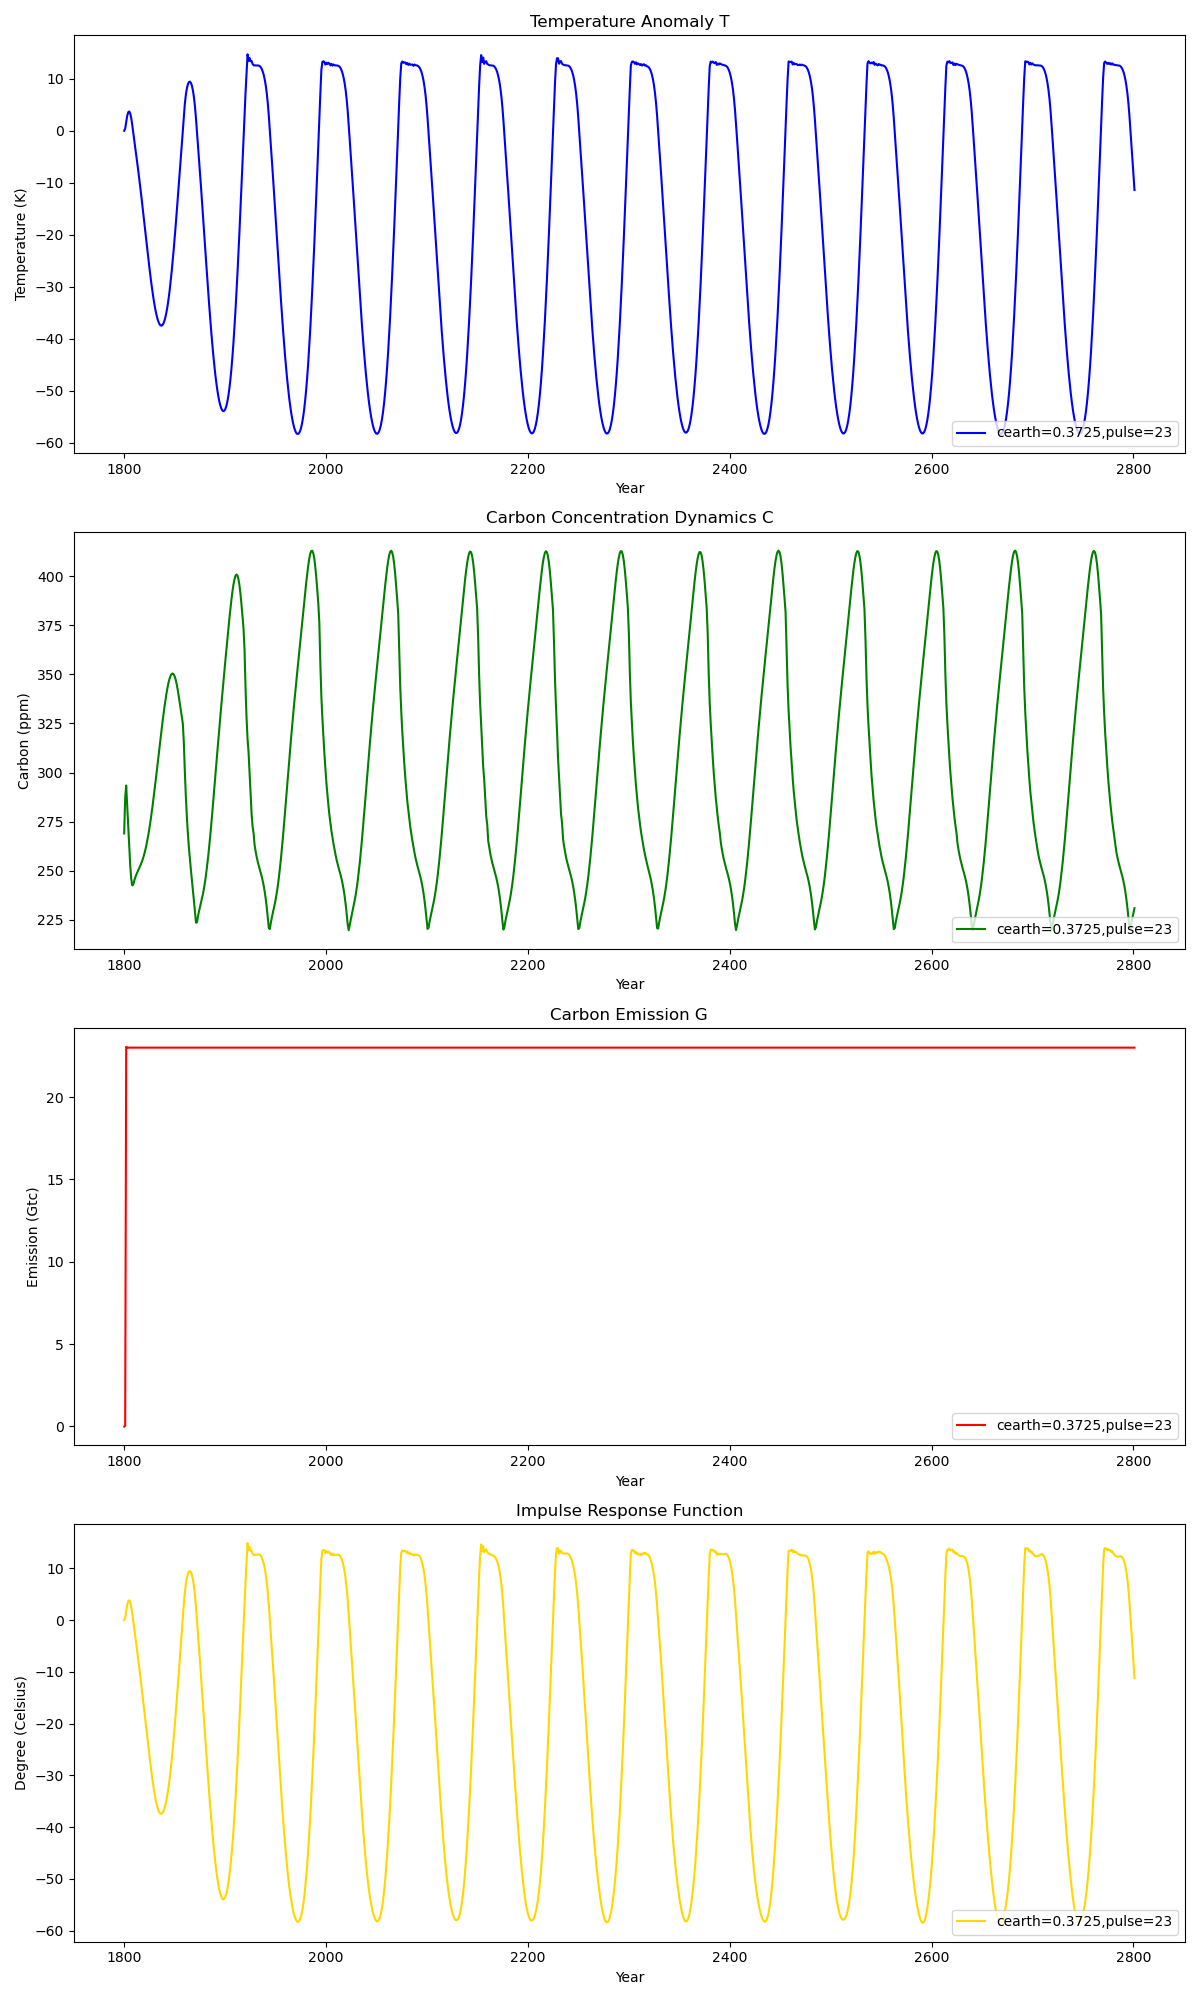 Temperature Anomaly T
10
0
−10
−20
−30
−40
−50
−60
Temperature (K)
cearth=0.3725,pulse=23
1800 2000 2200 2400 2600 2800
Year
Carbon Concentration Dynamics C
400
375
350
325
300
275
250
225
Carbon (ppm)
cearth=0.3725,pulse=23
1800 2000 2200 2400 2600 2800
Year
Carbon Emission G
20
15
10
5
0
Emission (Gtc)
cearth=0.3725,pulse=23
1800 2000 2200 2400 2600 2800
Year
Impulse Response Function
10
0
−10
−20
−30
−40
−50
−60
Degree (Celsius)
cearth=0.3725,pulse=23
1800 2000 2200 2400 2600 2800
Year